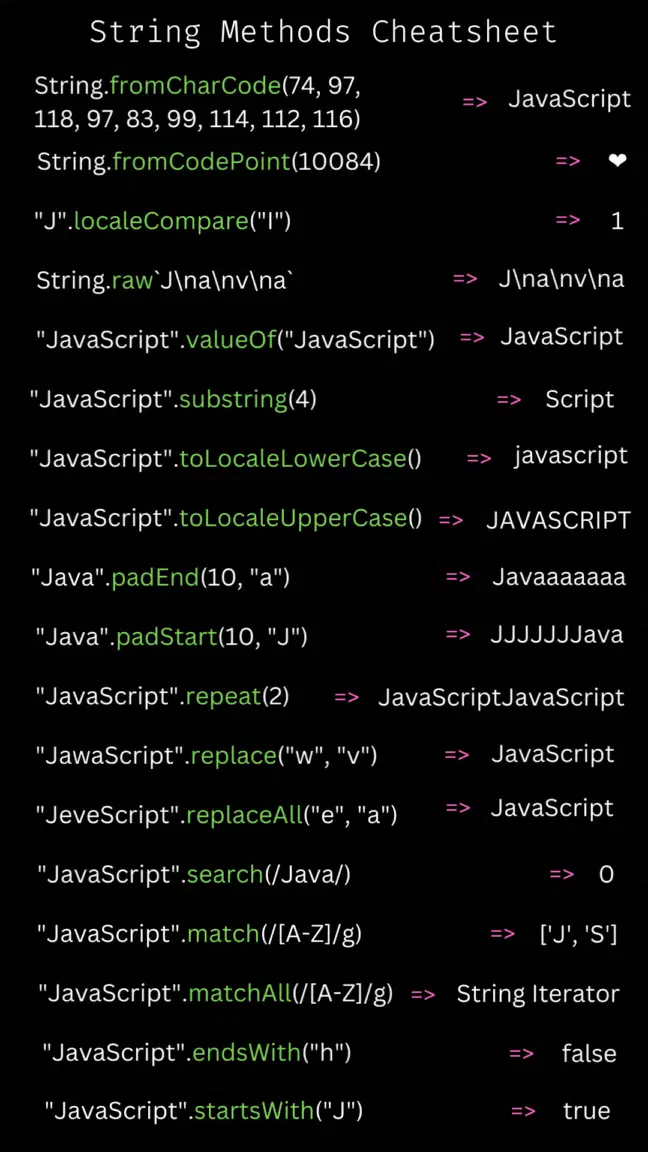 String Methods Cheatsheet
String.fromCharCode(74, 97,
118, 97, 83, 99, 114, 112, 116) => JavaScript
String.fromCodePoint(10084) => ❤
"J".localeCompare("I") => 1
String.raw`J\na\nv\na` => J\na\nv\na
"JavaScript".valueOf("JavaScript") => JavaScript
"JavaScript".substring(4) => Script
"JavaScript".toLocaleLowerCase() => javascript
"JavaScript".toLocaleUpperCase() => JAVASCRIPT
"Java".padEnd(10, "a") => Javaaaaaaa
"Java".padStart(10, "J") => JJJJJJJava
"JavaScript".repeat(2) => JavaScriptJavaScript
"JawaScript".replace("w", "v") => JavaScript
"JeveScript".replaceAll("e", "a") => JavaScript
"JavaScript".search(/Java/) => 0
"JavaScript".match(/[A-Z]/g) => ['J', 'S']
"JavaScript".matchAll(/[A-Z]/g) => String Iterator
"JavaScript".endsWith("h") => false
"JavaScript".startsWith("J") => true